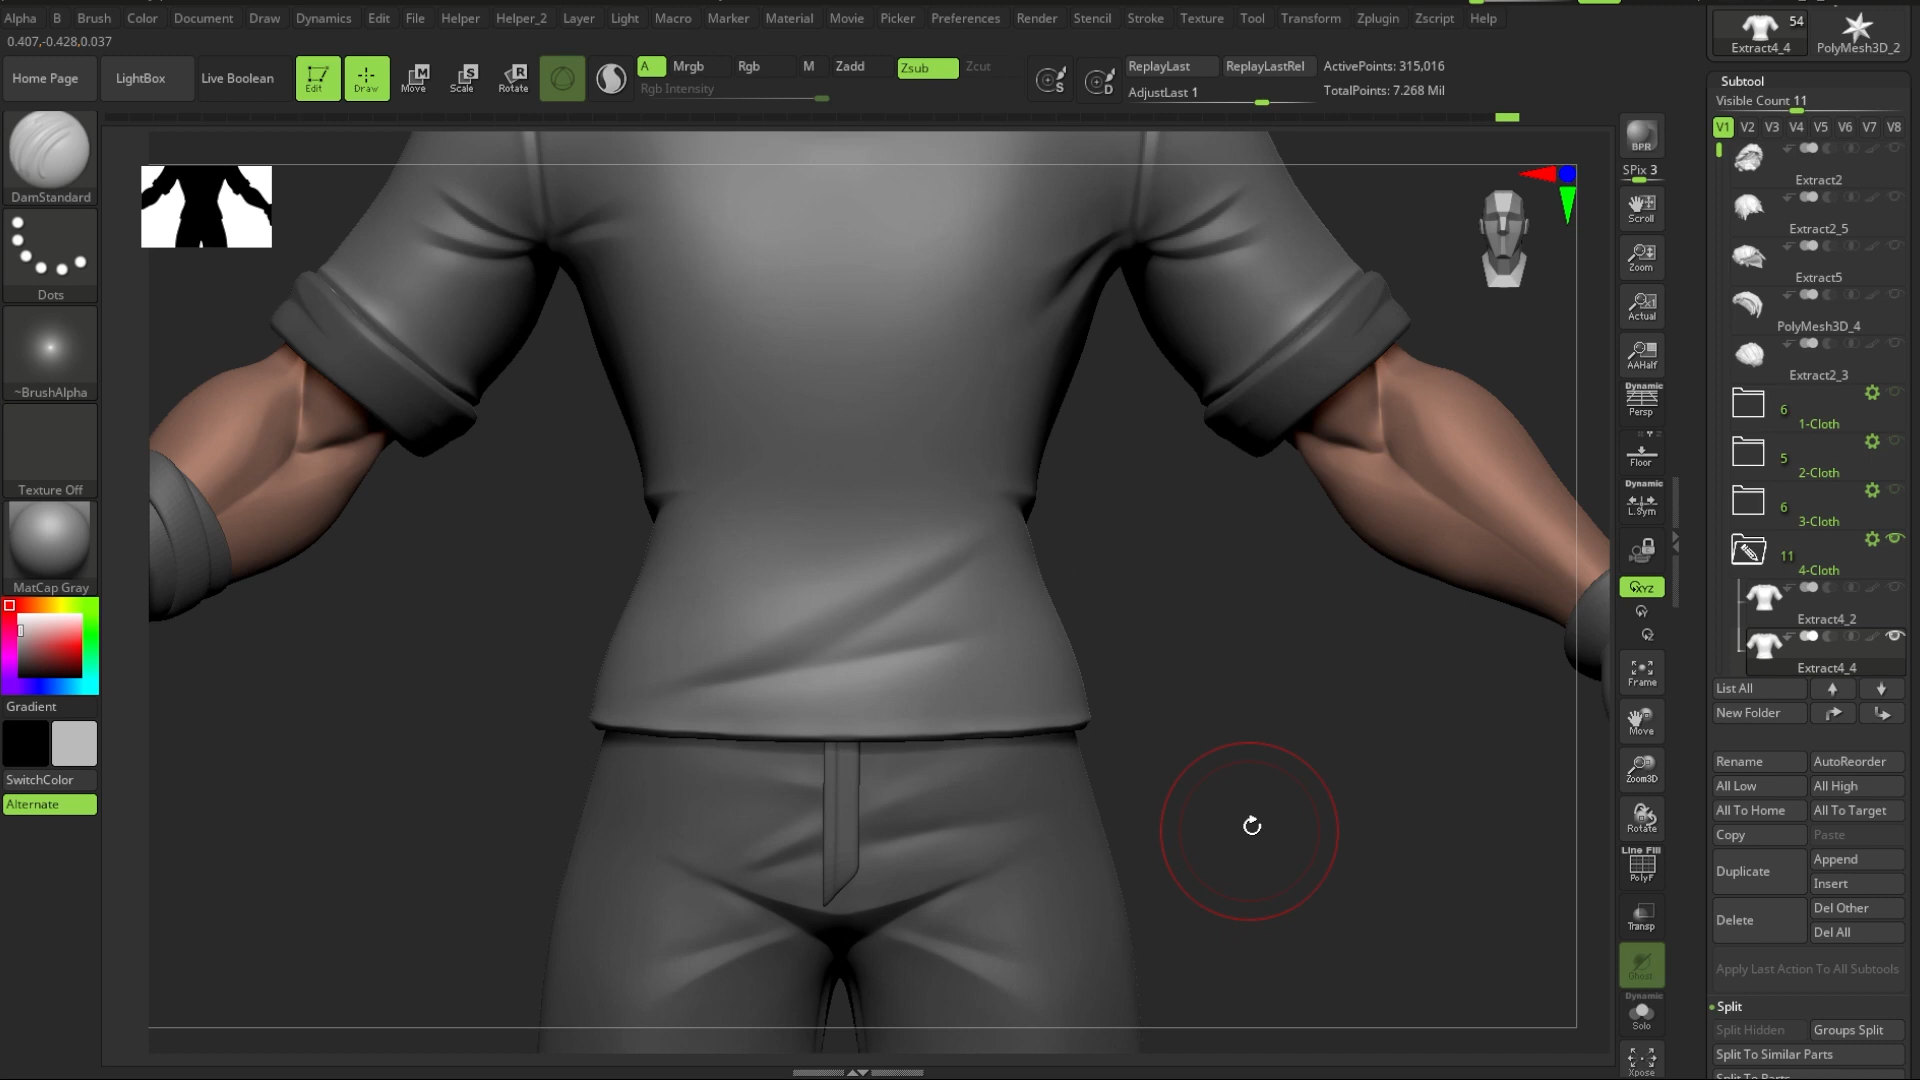 Alpha B Brush Color Document Draw Dynamics Edit File Helper Helper_2 Layer Light Macro Marker Material Movie Picker Preferences Render Stencil Stroke Texture Tool Transform Zplugin Zscript Help
0.407,-0.428,0.037
Home Page LightBox Live Boolean Edit Draw Move Scale Rotate
M S R
A Mrgb Rgb M Zadd Zsub Zcut
Rgb Intensity
S D
ReplayLast ReplayLastRel ActivePoints: 315,016
AdjustLast 1 TotalPoints: 7.268 Mil
DamStandard
Dots
~BrushAlpha
Texture Off
MatCap Gray
Gradient
SwitchColor
Alternate
BPR
SPix 3
Scroll
Zoom
Actual
AAHalf
Dynamic
Persp
Floor
Dynamic
L.Sym
XYZ
Frame
Move
Zoom3D
Rotate
Line Fill
PolyF
Transp
Ghost
Dynamic
Solo
Xpose
54
Extract4_4 PolyMesh3D_2
Subtool
Visible Count 11
V1 V2 V3 V4 V5 V6 V7 V8
Extract2
Extract2_5
Extract5
PolyMesh3D_4
Extract2_3
6
1-Cloth
5
2-Cloth
6
3-Cloth
11
4-Cloth
Extract4_2
Extract4_4
List All
New Folder
Rename AutoReorder
All Low All High
All To Home All To Target
Copy Paste
Duplicate Append
Insert
Delete Del Other
Del All
Apply Last Action To All Subtools
Split
Split Hidden Groups Split
Split To Similar Parts
Split To Parts